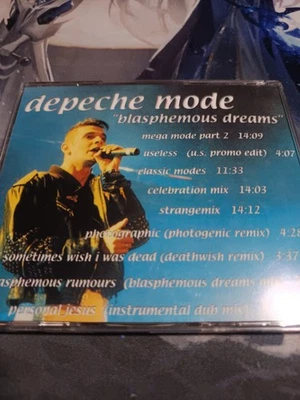 depeche mode
"blasphemous dreams"
mega mode part 2 14:09
useless (u.s. promo edit) 4:07
classic modes 11:33
celebration mix 14:03
strangemix 14:12
photographic (photogenic remix) 4:28
sometimes wish i was dead (deathwish remix) 3:37
asphemous rumours (blasphemous dreams
personal jesus (instrumental dub mix)